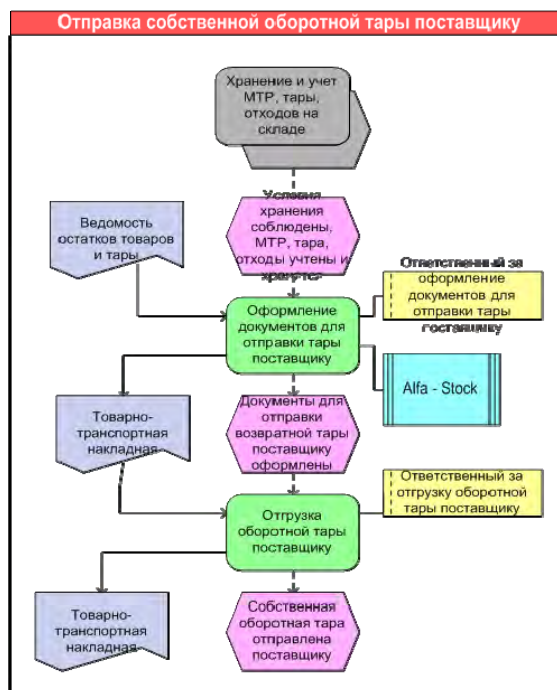 Отправка собственной оборотной тары поставщику
Хранение и учет
МТР, тары,
отходов на
складе
Условия
хранения
соблюдены,
МТР, тара,
отходы учтены и
хранятся
Ведомость
остатков товаров
и тары
Ответственный за
оформление
документов для
отправки тары
поставщику
Оформление
документов для
отправки тары
поставщику
Alfa - Stock
Товарно-
транспортная
накладная
Документы для
отправки
возвратной тары
поставщику
оформлены
Ответственный за
отгрузку оборотной
тары поставщику
Отгрузка
оборотной тары
поставщику
Товарно-
транспортная
накладная
Собственная
оборотная тара
отправлена
поставщику